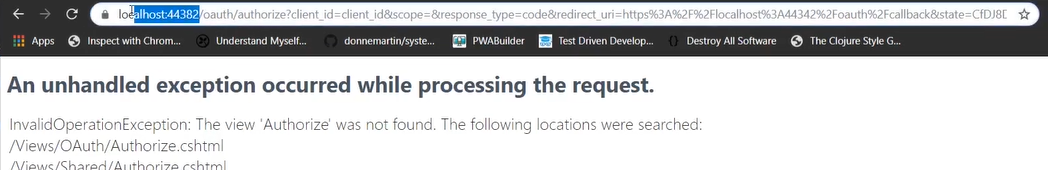 localhost:44382/oauth/authorize?client_id=client_id&scope=&response_type=code&redirect_uri=https%3A%2F%2Flocalhost%3A44342%2Foauth%2Fcallback&state=CfDJ8D
Apps Inspect with Chrom... Understand Myself... donnemartin/syste... PWABuilder Test Driven Develop... Destroy All Software The Clojure Style G...
An unhandled exception occurred while processing the request.
InvalidOperationException: The view 'Authorize' was not found. The following locations were searched:
/Views/OAuth/Authorize.cshtml
/Views/Shared/Authorize.cshtml